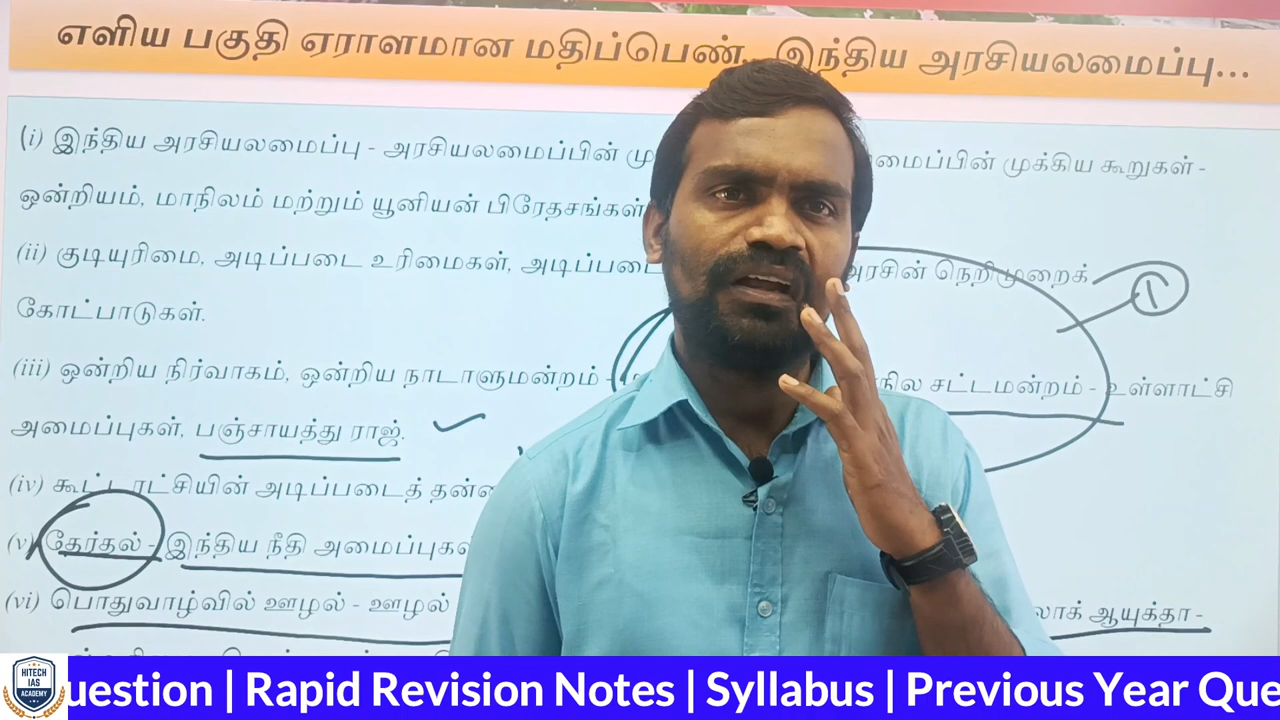 எளிய பகுதி ஏராளமான மதிப்பெண்... இந்திய அரசியலமைப்பு...
(i) இந்திய அரசியலமைப்பு - அரசியலமைப்பின் மு மைப்பின் முக்கிய கூறுகள் -
ஒன்றியம், மாநிலம் மற்றும் யூனியன் பிரதேசங்கள்
(ii) குடியுரிமை, அடிப்படை உரிமைகள், அடிப்படை அரசின் நெறிமுறைக்
கோட்பாடுகள்.
(iii) ஒன்றிய நிர்வாகம், ஒன்றிய நாடாளுமன்றம் - நில சட்டமன்றம் - உள்ளாட்சி
அமைப்புகள், பஞ்சாயத்து ராஜ்.
(iv) கூட்டாட்சியின் அடிப்படைத் தன்
(v) தேர்தல் - இந்திய நீதி அமைப்புகள்
(vi) பொதுவாழ்வில் ஊழல் - ஊழல் லோக் ஆயுக்தா -
HITECH
IAS
ACADEMY
uestion | Rapid Revision Notes | Syllabus | Previous Year Que